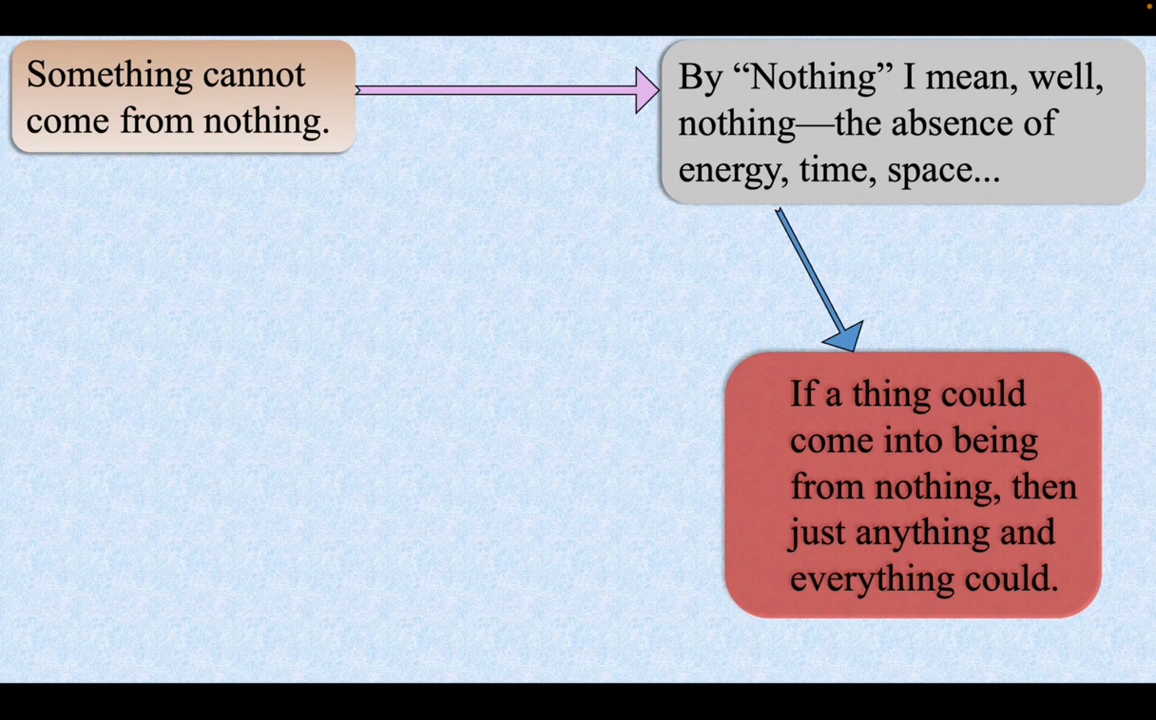 Something cannot
come from nothing.
By “Nothing” I mean, well,
nothing—the absence of
energy, time, space...
If a thing could
come into being
from nothing, then
just anything and
everything could.